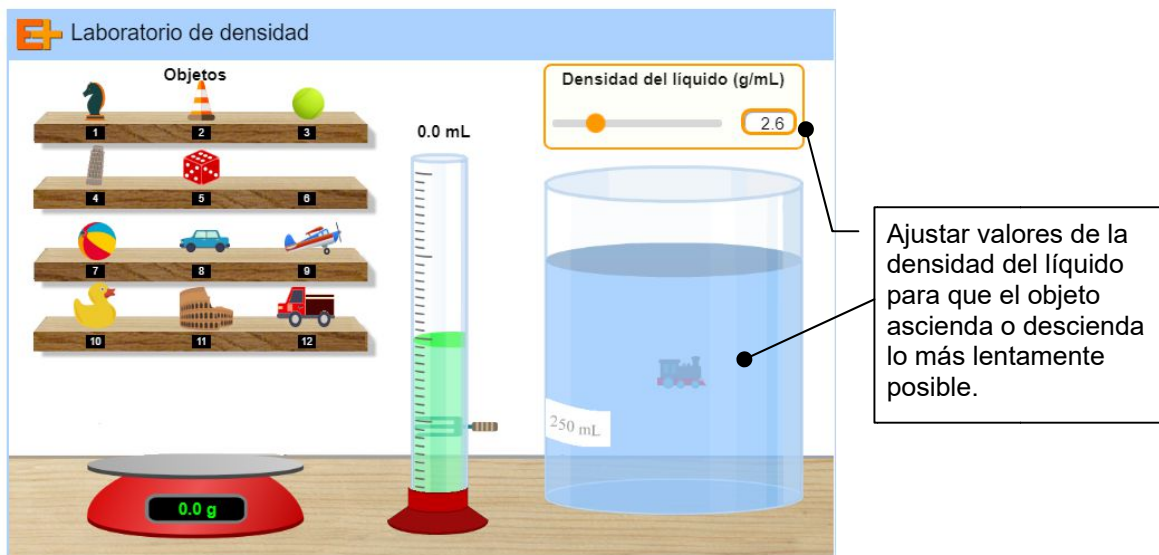 E+ Laboratorio de densidad
Objetos
1 2 3
4 5 6
7 8 9
10 11 12
0.0 g
0.0 mL
Densidad del líquido (g/mL)
2.6
250 mL
Ajustar valores de la
densidad del líquido
para que el objeto
ascienda o descienda
lo más lentamente
posible.